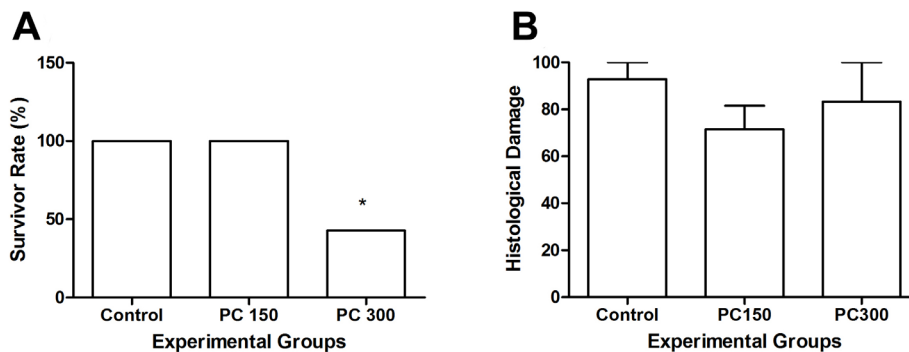 A
Survivor Rate (%)
150
100
50
0
*
Control PC 150 PC 300
Experimental Groups
B
Histological Damage
100
80
60
40
20
0
Control PC150 PC300
Experimental Groups